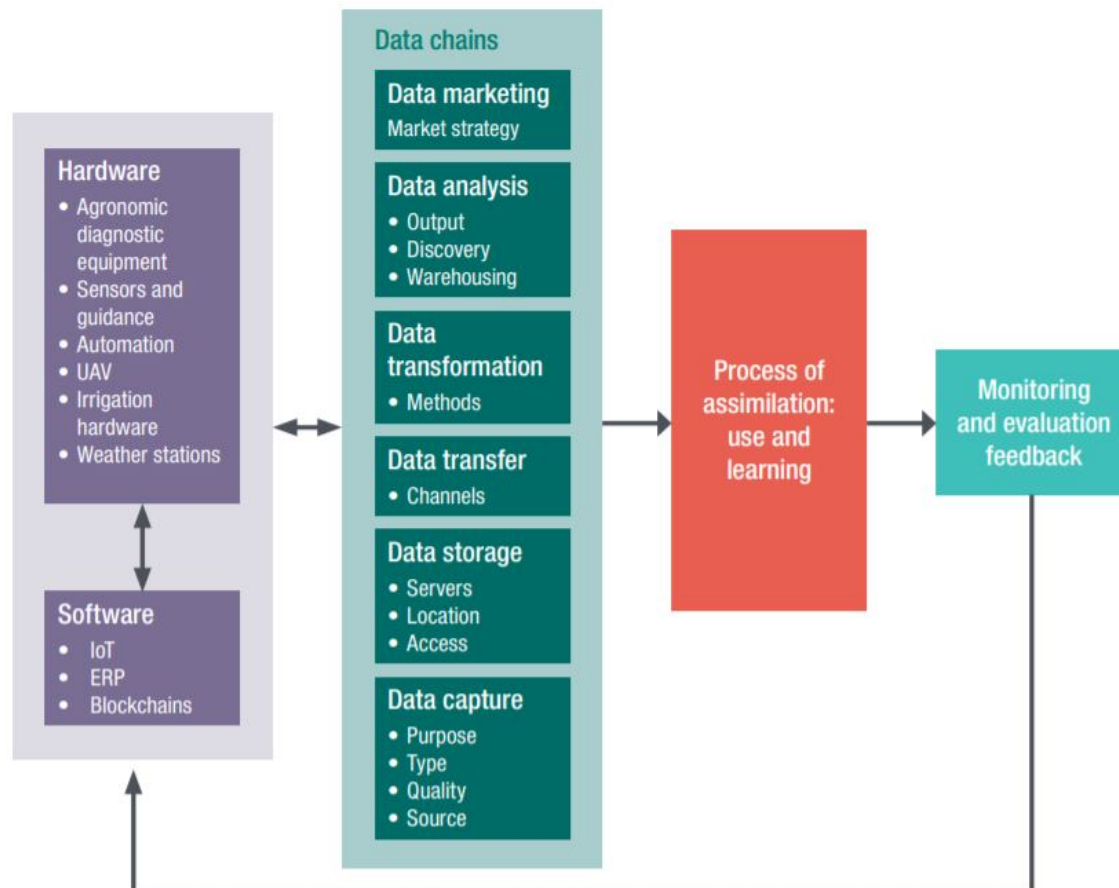 Hardware
• Agronomic
diagnostic
equipment
• Sensors and
guidance
• Automation
• UAV
• Irrigation
hardware
• Weather stations
Software
• IoT
• ERP
• Blockchains
Data chains
Data marketing
Market strategy
Data analysis
• Output
• Discovery
• Warehousing
Data
transformation
• Methods
Data transfer
• Channels
Data storage
• Servers
• Location
• Access
Data capture
• Purpose
• Type
• Quality
• Source
Process of
assimilation:
use and
learning
Monitoring
and evaluation
feedback